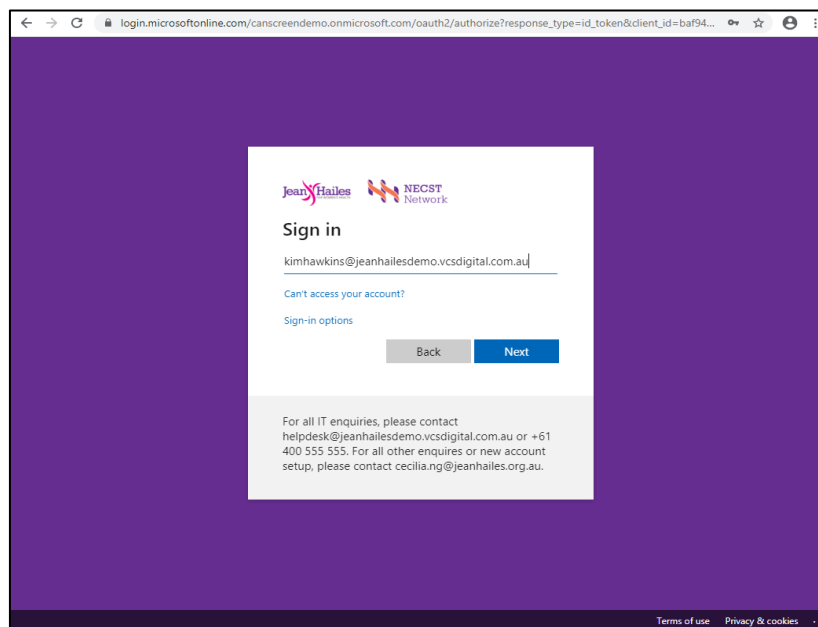 login.microsoftonline.com/canscreendemo.onmicrosoft.com/oauth2/authorize?response_type=id_token&client_id=baf94...
Jean Hailes
NECST
Network
Sign in
kimhawkins@jeanhailesdemo.vcsdigital.com.au
Can't access your account?
Sign-in options
Back
Next
For all IT enquiries, please contact
helpdesk@jeanhailesdemo.vcsdigital.com.au or +61
400 555 555. For all other enquires or new account
setup, please contact cecilia.ng@jeanhailes.org.au.
Terms of use Privacy & cookies